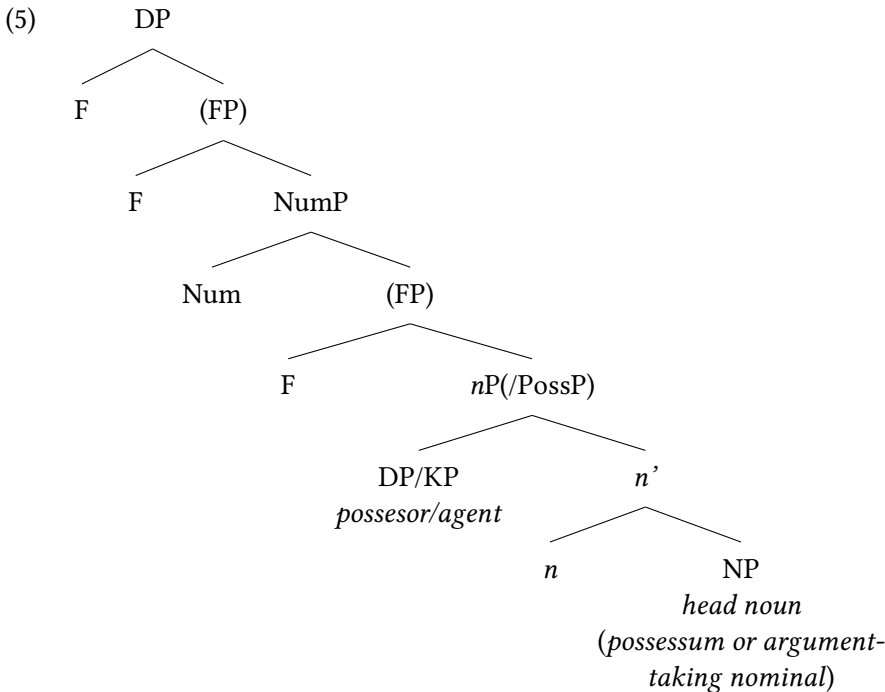 (5) DP
F (FP)
F NumP
Num (FP)
F nP(/PossP)
DP/KP n’
possesor/agent
n NP
head noun
(possessum or argument-
taking nominal)